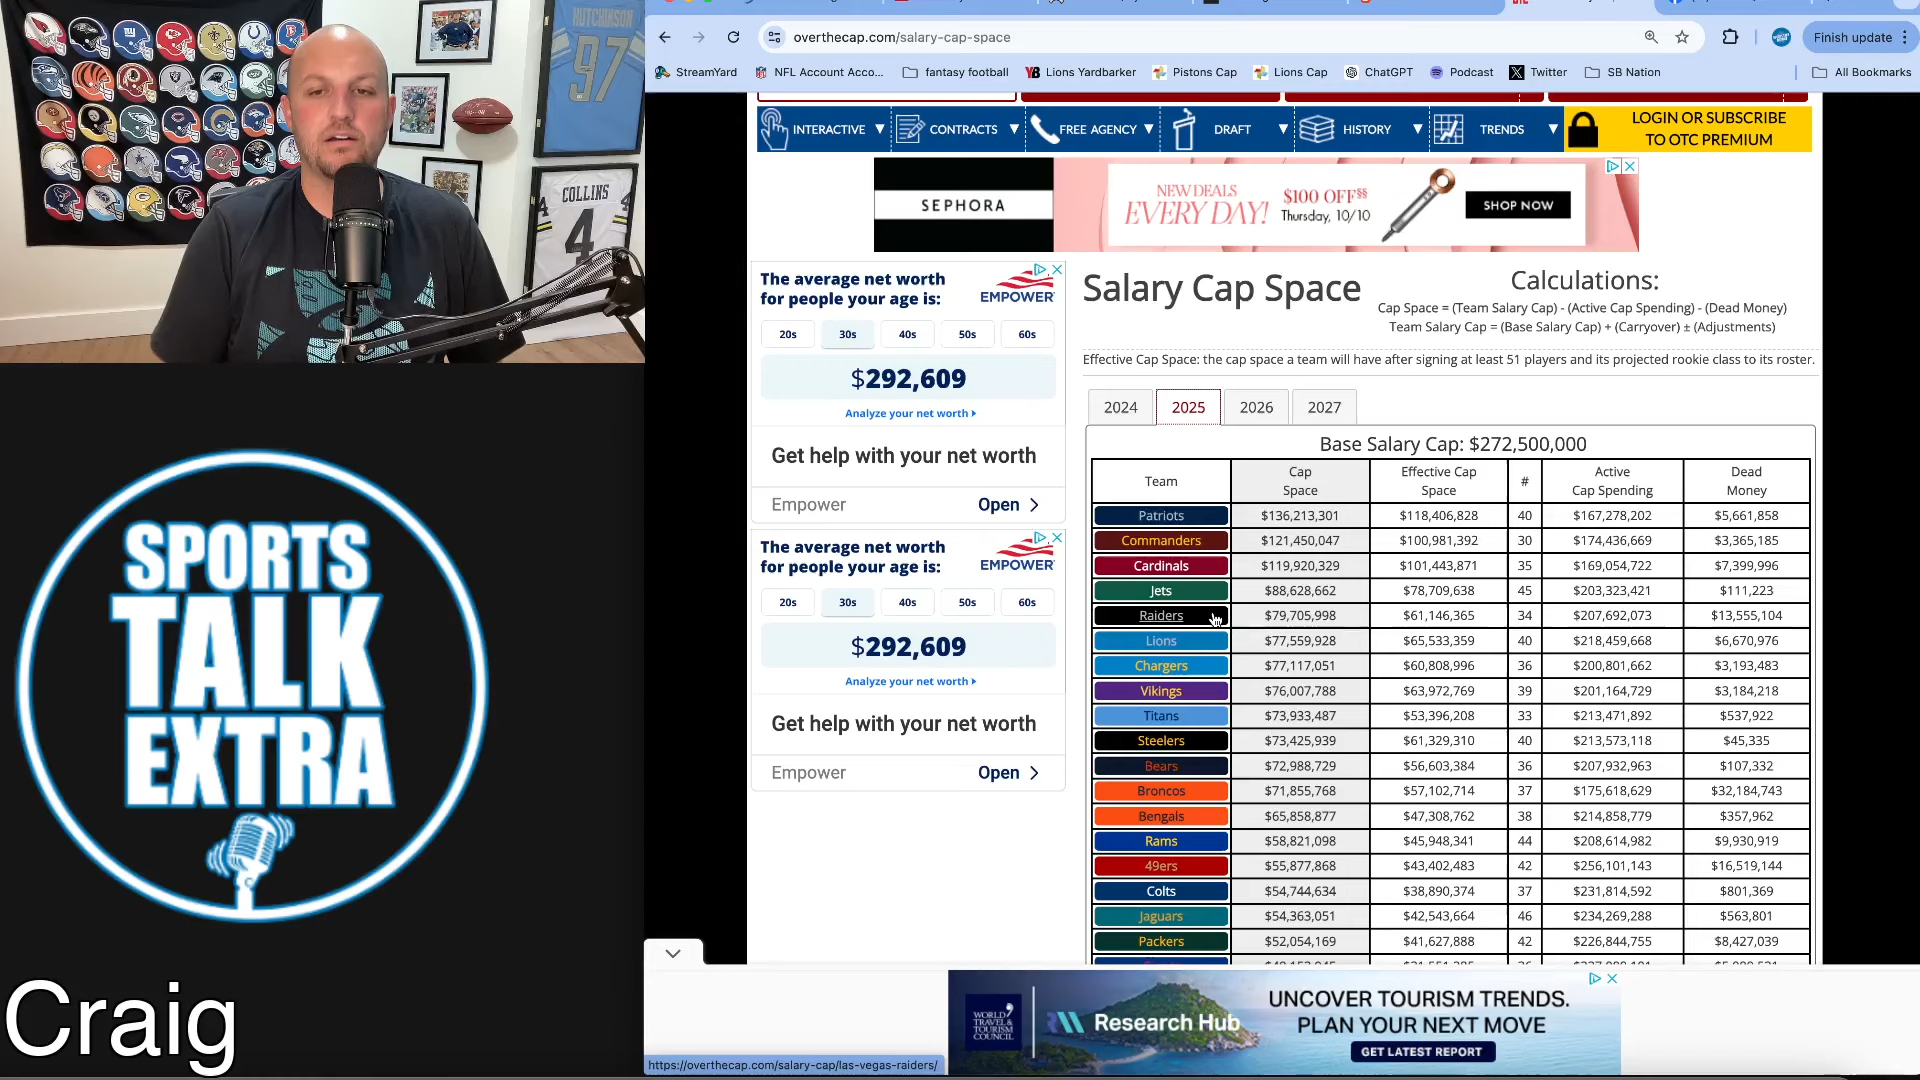 HUTCHINSON
97
COLLINS
4
4
4
SPORTS
TALK
EXTRA
Craig
overthecap.com/salary-cap-space
Finish update
StreamYard
NFL Account Acco...
fantasy football
Lions Yardbarker
Pistons Cap
Lions Cap
ChatGPT
Podcast
Twitter
SB Nation
All Bookmarks
INTERACTIVE ▼
CONTRACTS ▼
FREE AGENCY ▼
DRAFT ▼
HISTORY ▼
TRENDS ▼
LOGIN OR SUBSCRIBE
TO OTC PREMIUM
SEPHORA
NEW DEALS
EVERY DAY!
$100 OFF§§
Thursday, 10/10
SHOP NOW
The average net worth
for people your age is:
EMPOWER
20s 30s 40s 50s 60s
$292,609
Analyze your net worth
Get help with your net worth
Empower
Open
The average net worth
for people your age is:
EMPOWER
20s 30s 40s 50s 60s
$292,609
Analyze your net worth
Get help with your net worth
Empower
Open
Salary Cap Space
Calculations:
Cap Space = (Team Salary Cap) - (Active Cap Spending) - (Dead Money)
Team Salary Cap = (Base Salary Cap) + (Carryover) ± (Adjustments)
Effective Cap Space: the cap space a team will have after signing at least 51 players and its projected rookie class to its roster.
2024 2025 2026 2027
Base Salary Cap: $272,500,000
Team Cap Space Effective Cap Space # Active Cap Spending Dead Money
Patriots $136,213,301 $118,406,828 40 $167,278,202 $5,661,858
Commanders $121,450,047 $100,981,392 30 $174,436,669 $3,365,185
Cardinals $119,920,329 $101,443,871 35 $169,054,722 $7,399,996
Jets $88,628,662 $78,709,638 45 $203,323,421 $111,223
Raiders $79,705,998 $61,146,365 34 $207,692,073 $13,555,104
Lions $77,559,928 $65,533,359 40 $218,459,668 $6,670,976
Chargers $77,117,051 $60,808,996 36 $200,801,662 $3,193,483
Vikings $76,007,788 $63,972,769 39 $201,164,729 $3,184,218
Titans $73,933,487 $53,396,208 33 $213,471,892 $537,922
Steelers $73,425,939 $61,329,310 40 $213,573,118 $45,335
Bears $72,988,729 $56,603,384 36 $207,932,963 $107,332
Broncos $71,855,768 $57,102,714 37 $175,618,629 $32,184,743
Bengals $65,858,877 $47,308,762 38 $214,858,779 $357,962
Rams $58,821,098 $45,948,341 44 $208,614,982 $9,930,919
49ers $55,877,868 $43,402,483 42 $256,101,143 $16,519,144
Colts $54,744,634 $38,890,374 37 $231,814,592 $801,369
Jaguars $54,363,051 $42,543,664 46 $234,269,288 $563,801
Packers $52,054,169 $41,627,888 42 $226,844,755 $8,427,039
WORLD
TRAVEL &
TOURISM
COUNCIL
Research Hub
UNCOVER TOURISM TRENDS.
PLAN YOUR NEXT MOVE
GET LATEST REPORT
https://overthecap.com/salary-cap/las-vegas-raiders/